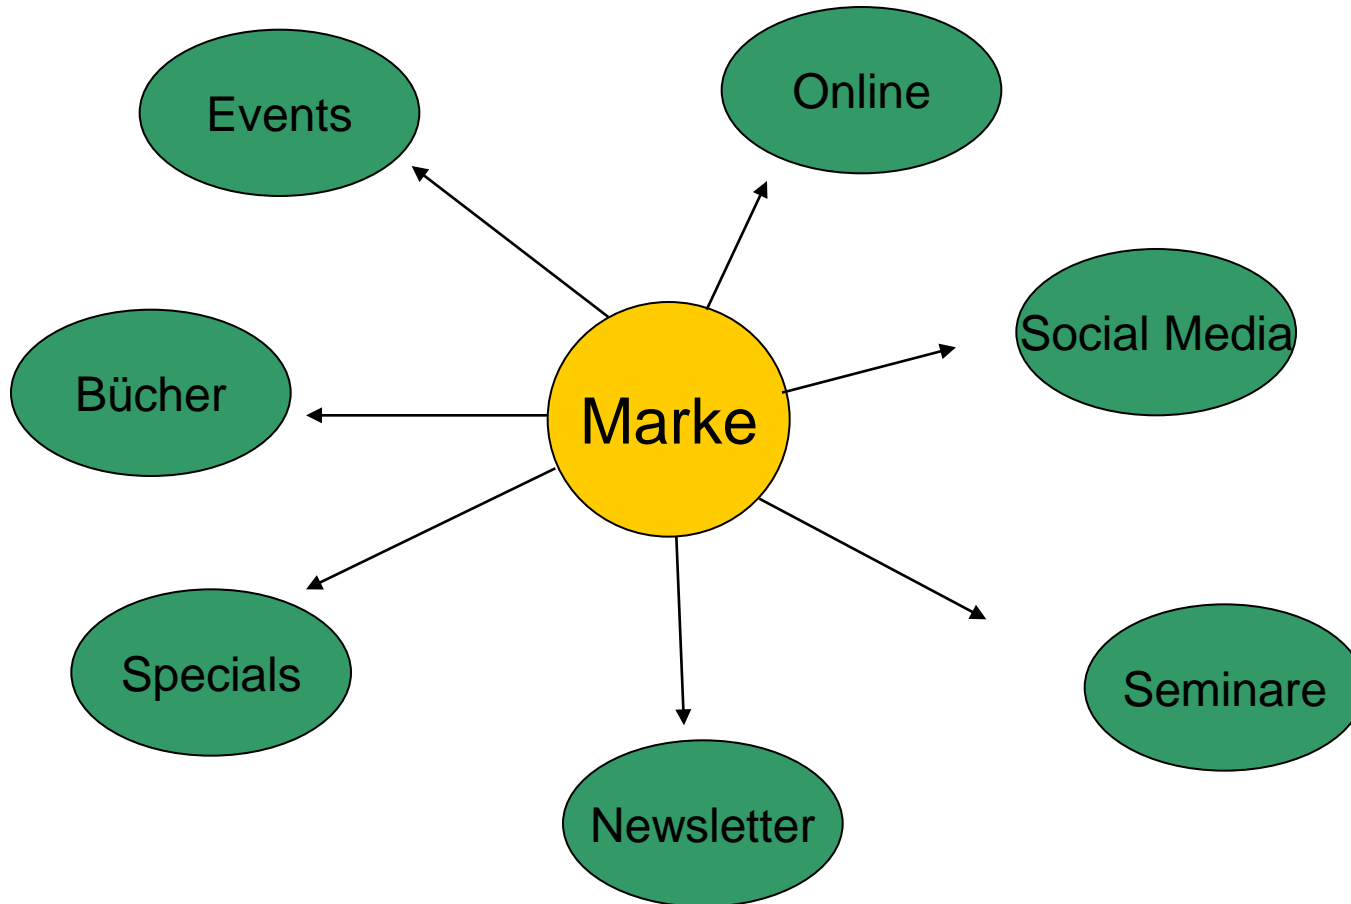 Events
Online
Social Media
Bücher
Marke
Specials
Seminare
Newsletter